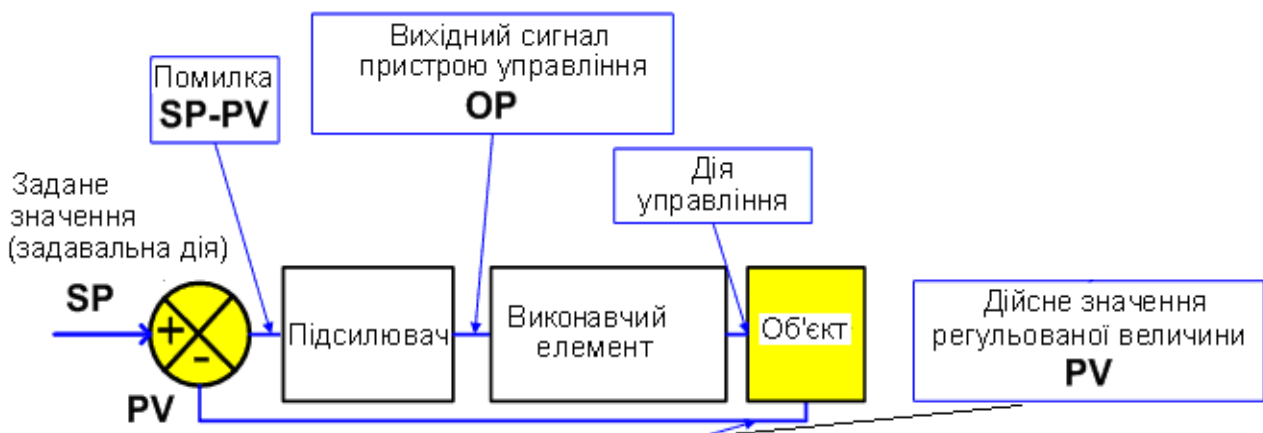 Вихідний сигнал
пристрою управління
OP
Помилка
SP-PV
Дія
управління
Задане
значення
(задавальна дія)
SP
+
-
PV
Підсилювач
Виконавчий
елемент
Об'єкт
Дійсне значення
регульованої величини
PV